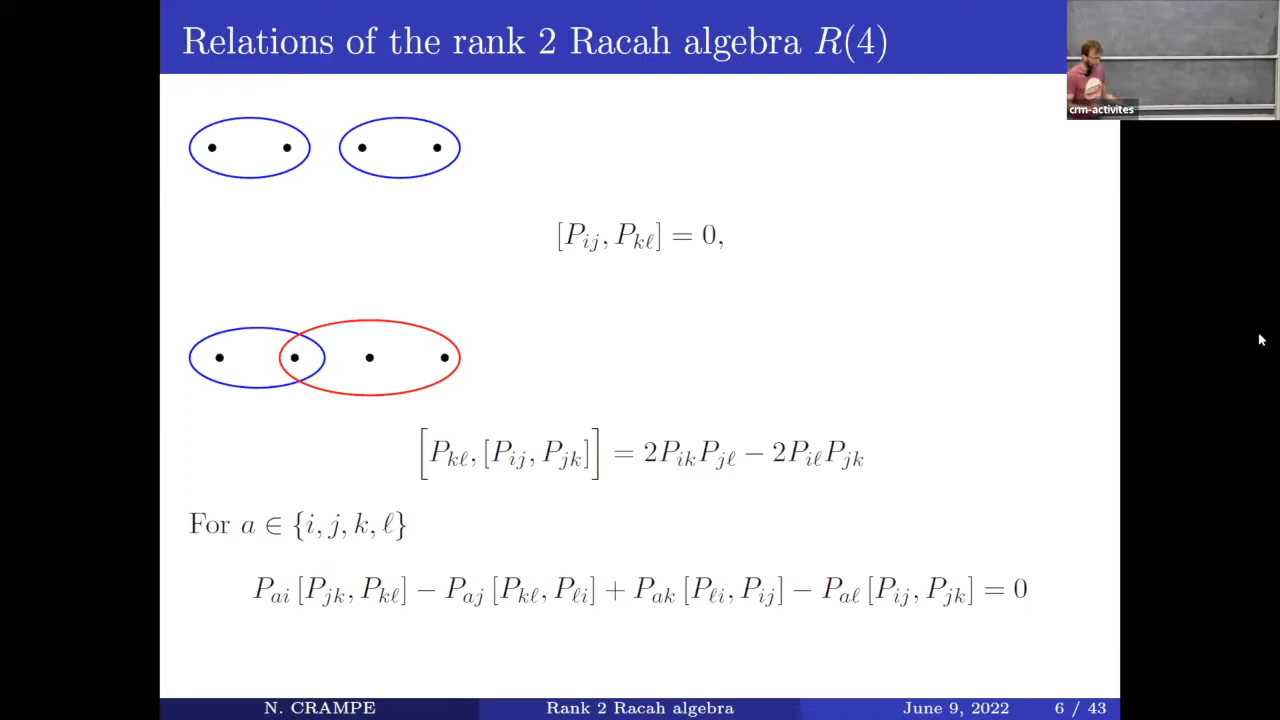 Relations of the rank 2 Racah algebra R(4)
crm-activites
[P_{ij}, P_{kℓ}] = 0,
[P_{kℓ}, [P_{ij}, P_{jk}]] = 2P_{ik}P_{jℓ} − 2P_{iℓ}P_{jk}
For a ∈ {i, j, k, ℓ}
P_{ai} [P_{jk}, P_{kℓ}] − P_{aj} [P_{kℓ}, P_{ℓi}] + P_{ak} [P_{ℓi}, P_{ij}] − P_{aℓ} [P_{ij}, P_{jk}] = 0
N. CRAMPE Rank 2 Racah algebra June 9, 2022 6 / 43